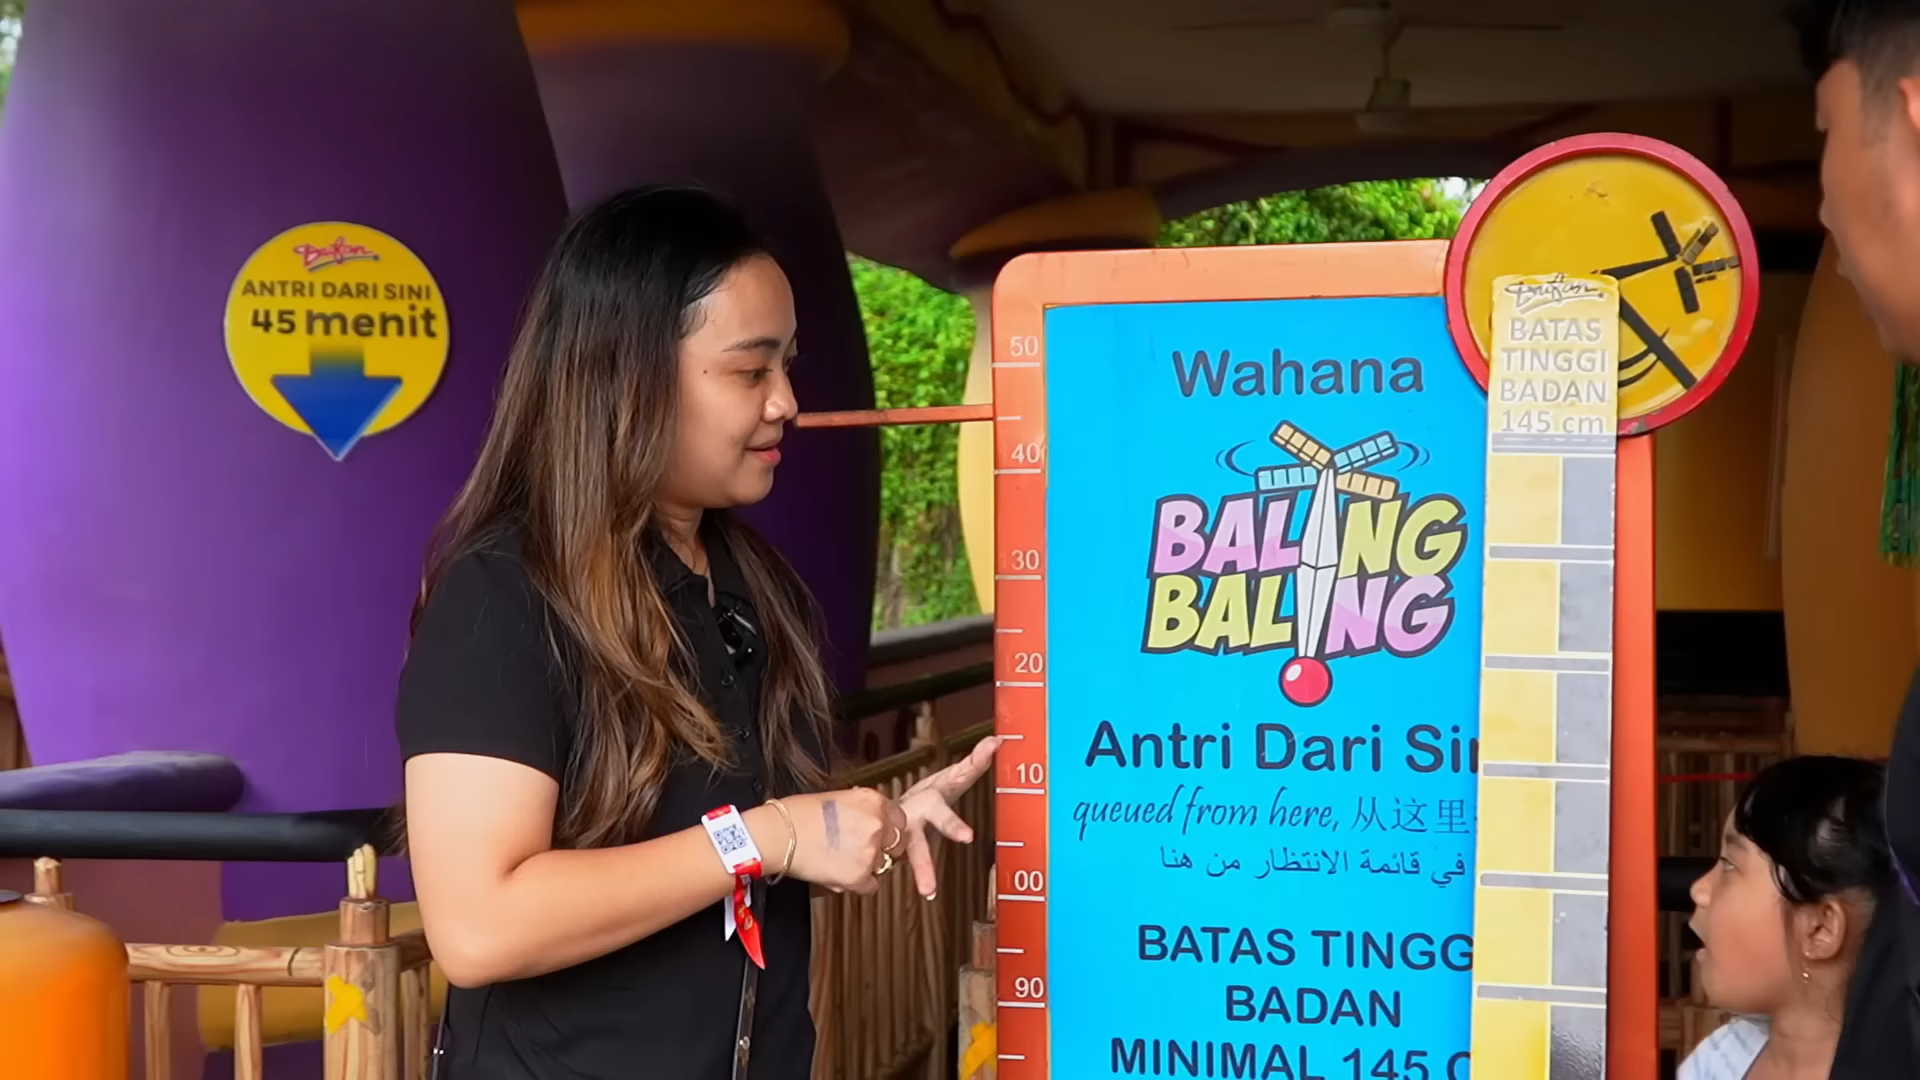 Dufan
ANTRI DARI SINI
45 menit
50
40
30
20
10
00
90
Wahana
BALING
BALING
Antri Dari Sin
queued from here, 从这里
في قائمة الانتظار من هنا
BATAS TINGG
BADAN
MINIMAL 145 C
Dufan
BATAS
TINGGI
BADAN
145 cm